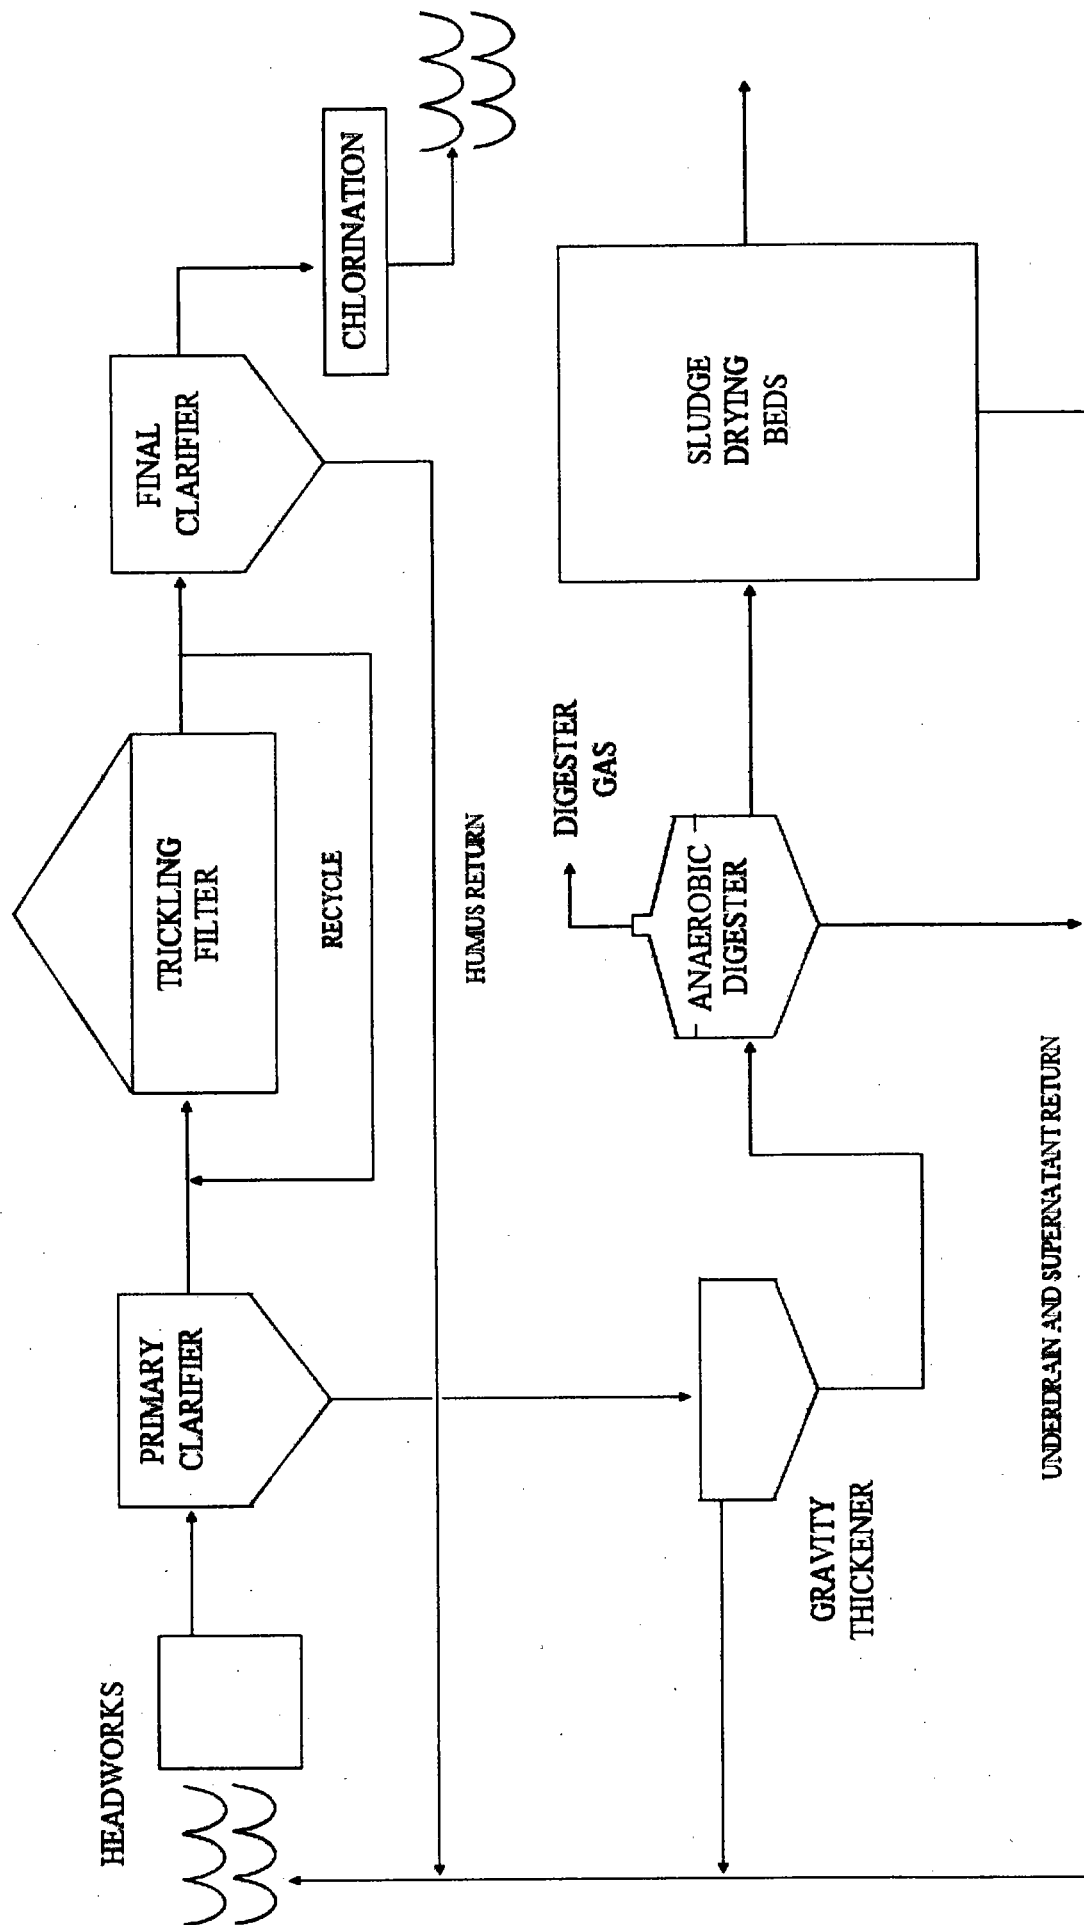 HEADWORKS
PRIMARY
CLARIFIER
TRICKLING
FILTER
RECYCLE
FINAL
CLARIFIER
CHLORINATION
HUMUS RETURN
GRAVITY
THICKENER
ANAEROBIC
DIGESTER
DIGESTER
GAS
SLUDGE
DRYING
BEDS
UNDERDRAIN AND SUPERNATANT RETURN